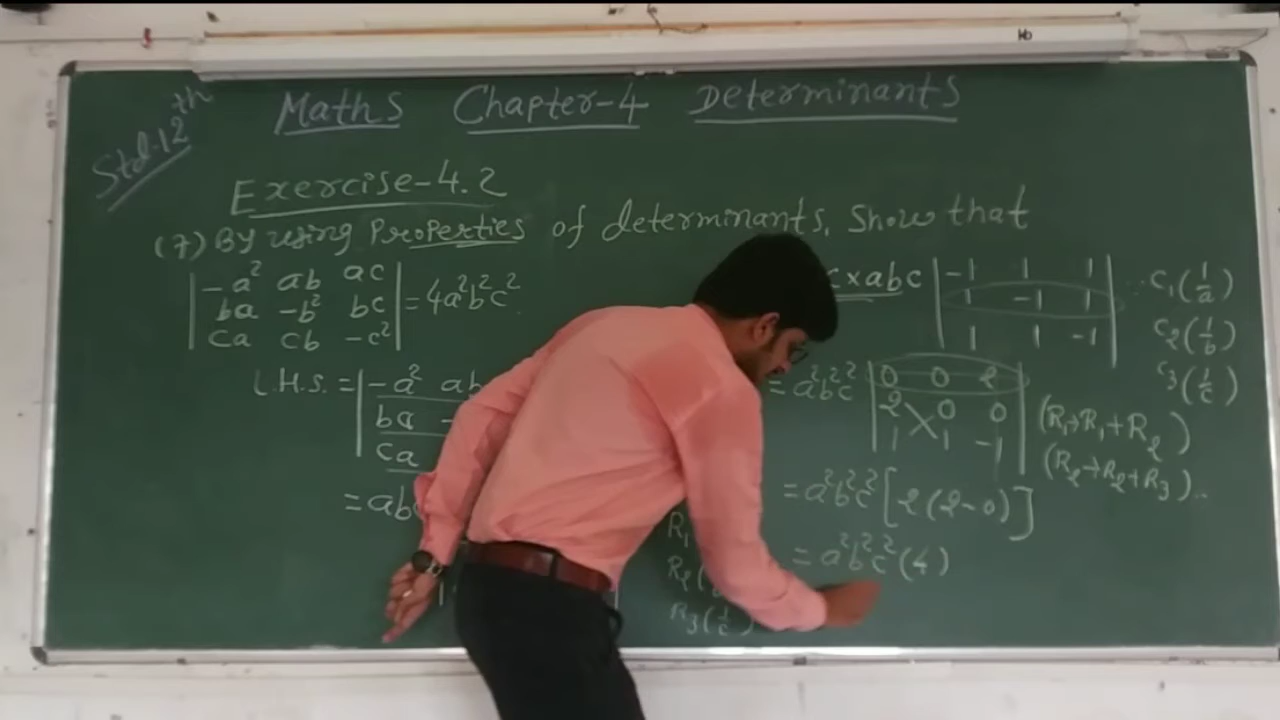 Maths Chapter-4 Determinants
Std-12th
Exercise-4.2
(7) By using Properties of determinants, Show that
| -a² ab ac |
| ba -b² bc | = 4a²b²c²
| ca cb -c² |
L.H.S. = | -a² ab
ba -
ca
= ab
R₁
R₂(
R₃(1/c)
c×abc | -1 1 1 | ∵ C₁(1/a)
| 1 -1 1 | C₂(1/b)
| 1 1 -1 | C₃(1/c)
= a²b²c² | 0 0 2 |
| 2 0 0 | (R₁→R₁+R₂)
| 1 1 -1 | (R₂→R₂+R₃)..
= a²b²c² [2(2-0)]
= a²b²c² (4)